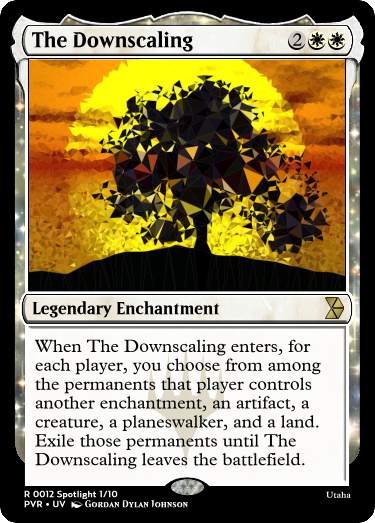 The Downscaling 2
Legendary Enchantment
When The Downscaling enters, for
each player, you choose from among
the permanents that player controls
another enchantment, an artifact, a
creature, a planeswalker, and a land.
Exile those permanents until The
Downscaling leaves the battlefield.
R 0012 Spotlight 1/10
PVR • UV Gordan Dylan Johnson
Utaha